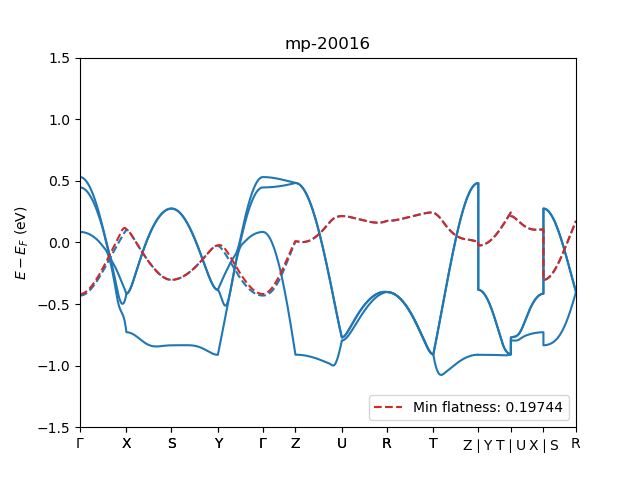 mp-20016
1.5
1.0
0.5
0.0
−0.5
−1.0
−1.5
E − E_F (eV)
Min flatness: 0.19744
Γ X S Y Γ Z U R T Z | Y T | U X | S R